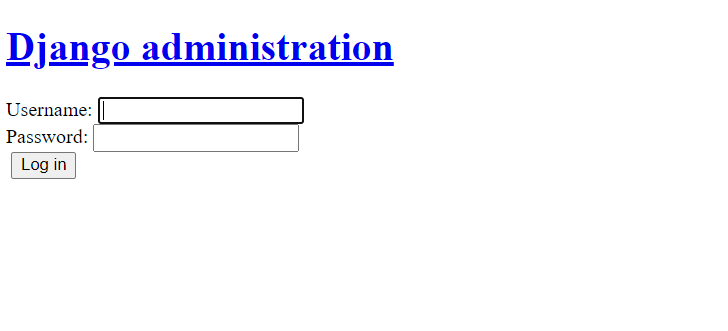 Django administration
Username:
Password:
Log in